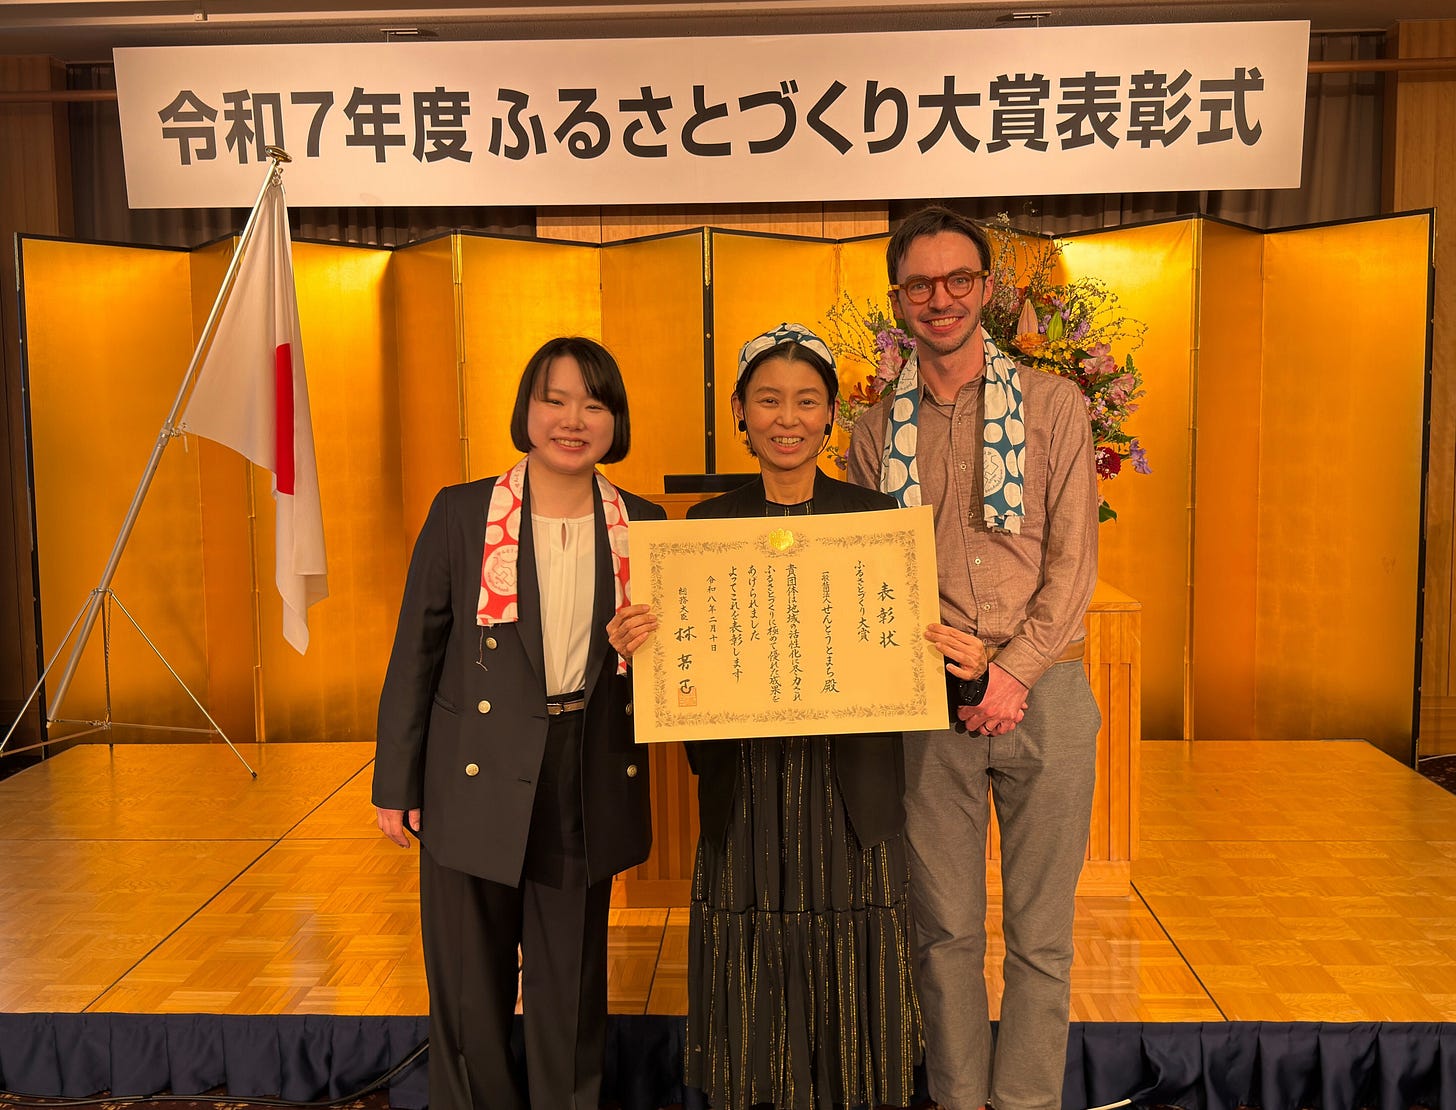 令和7年度 ふるさとづくり大賞表彰式
表彰状
ふるさとづくり大賞
一般社団法人 せんとうとまち殿
貴団体は地域の活性化に尽力され
ふるさとづくりに極めて優れた成果を
あげられました
よってこれを表彰します
令和八年二月十日
総務大臣 林芳正